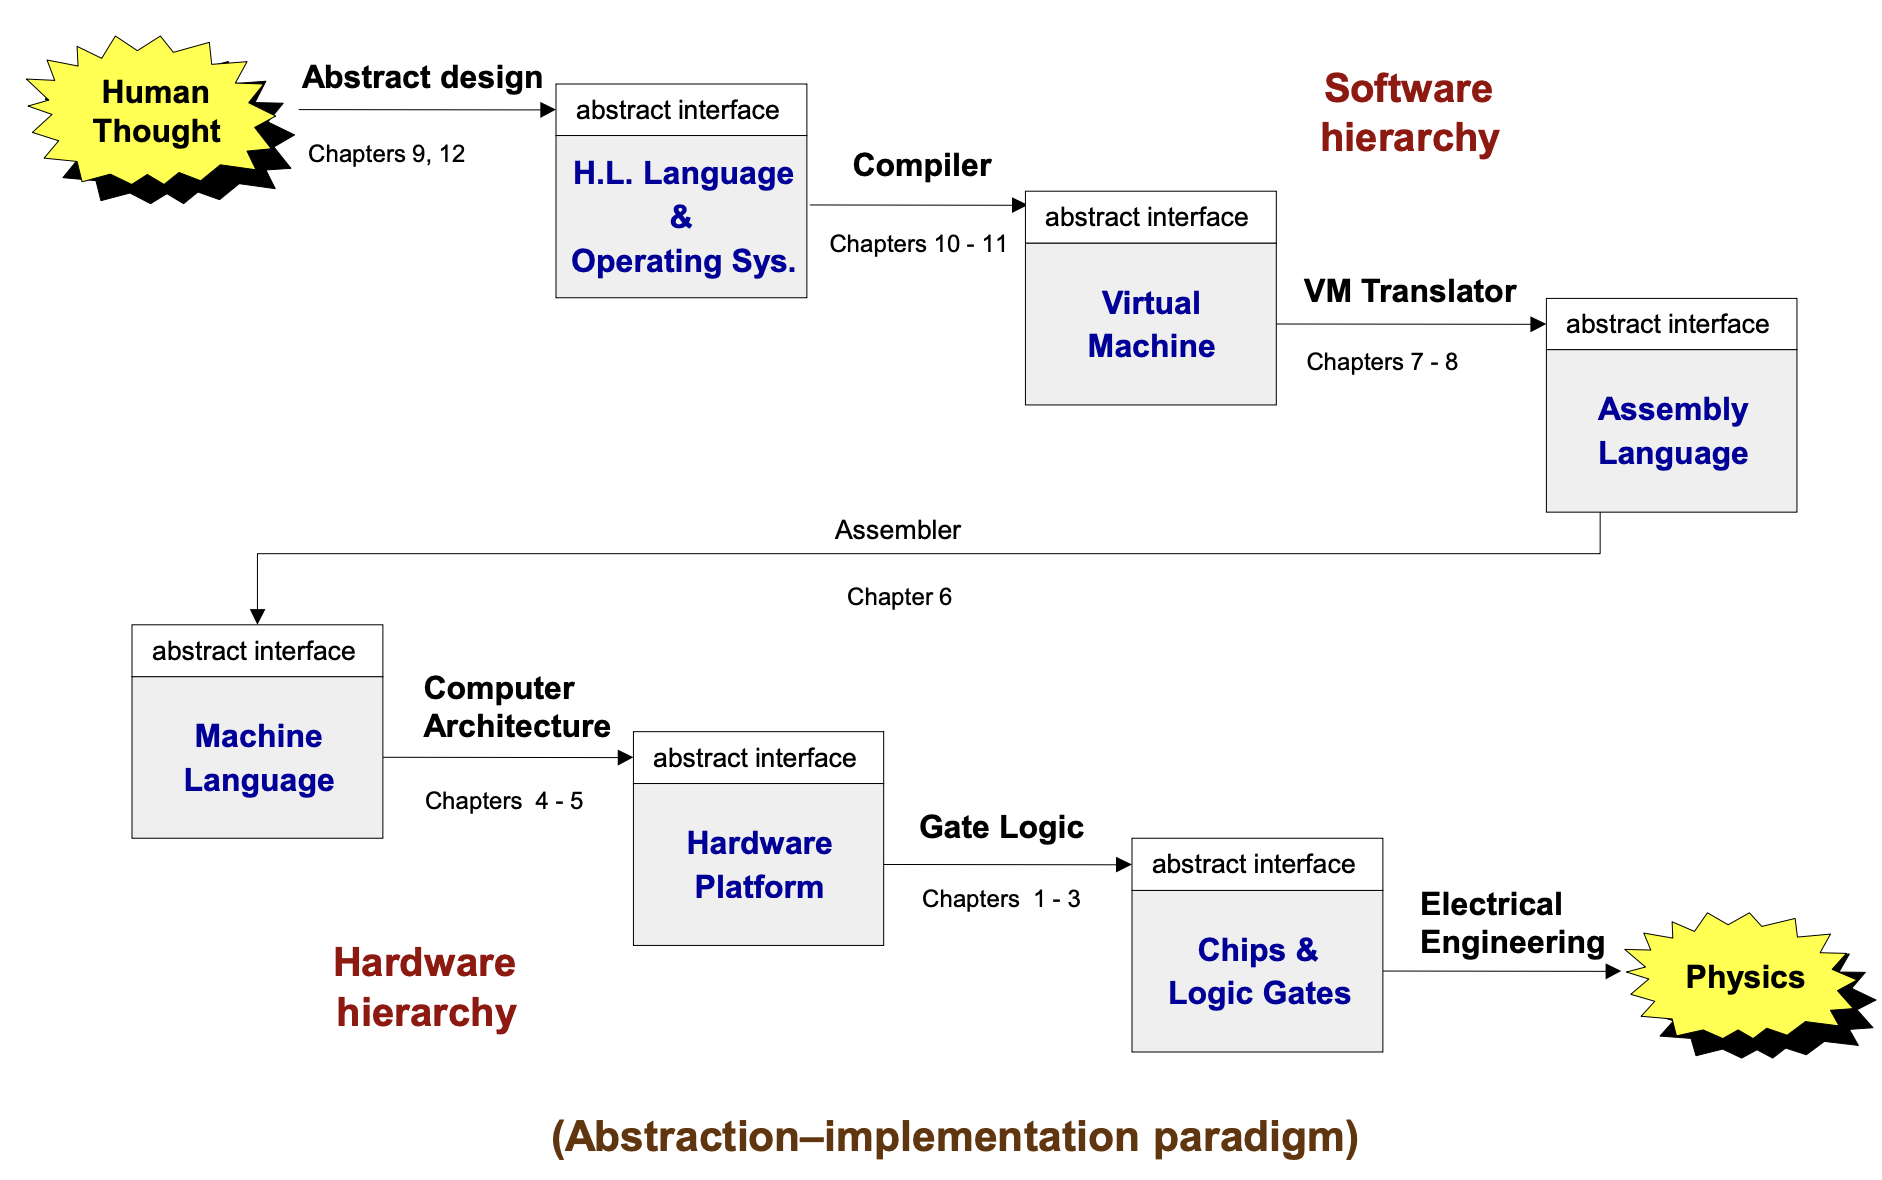 Human
Thought
Abstract design
Chapters 9, 12
abstract interface
H.L. Language
&
Operating Sys.
Compiler
Chapters 10 - 11
Software
hierarchy
abstract interface
Virtual
Machine
VM Translator
Chapters 7 - 8
abstract interface
Assembly
Language
Assembler
Chapter 6
abstract interface
Machine
Language
Computer
Architecture
Chapters  4 - 5
abstract interface
Hardware
Platform
Gate Logic
Chapters  1 - 3
abstract interface
Chips &
Logic Gates
Electrical
Engineering
Physics
Hardware
hierarchy
(Abstraction–implementation paradigm)